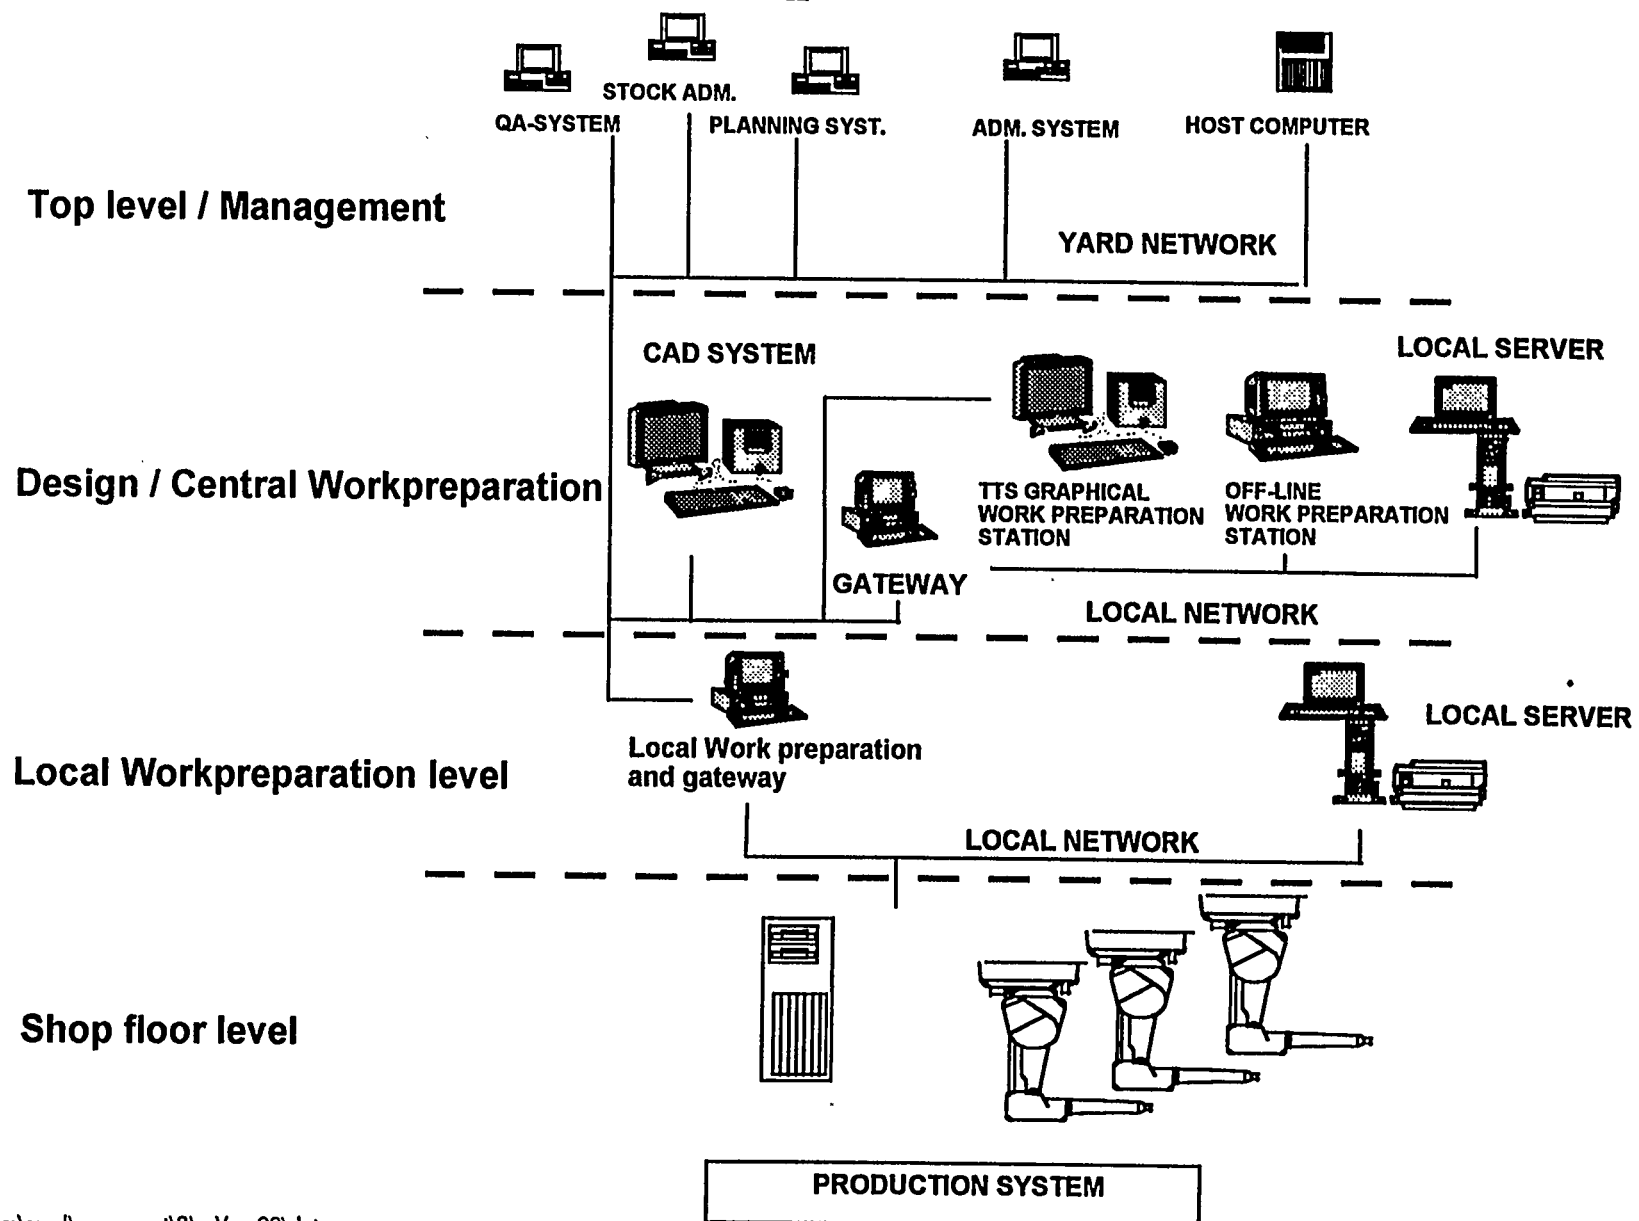 STOCK ADM.
QA-SYSTEM
PLANNING SYST.
ADM. SYSTEM
HOST COMPUTER
Top level / Management
YARD NETWORK
CAD SYSTEM
LOCAL SERVER
Design / Central Workpreparation
TTS GRAPHICAL
WORK PREPARATION
STATION
OFF-LINE
WORK PREPARATION
STATION
GATEWAY
LOCAL NETWORK
LOCAL SERVER
Local Work preparation
and gateway
Local Workpreparation level
LOCAL NETWORK
Shop floor level
PRODUCTION SYSTEM